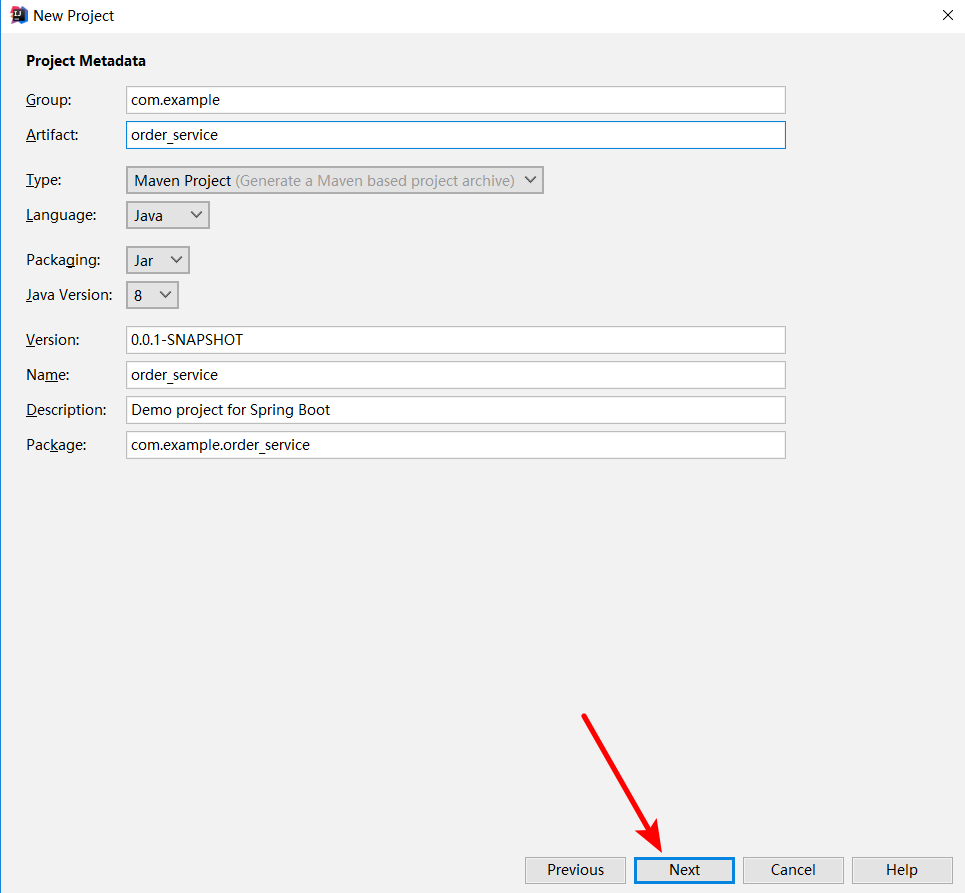 New Project
Project Metadata
Group: com.example
Artifact: order_service
Type: Maven Project (Generate a Maven based project archive)
Language: Java
Packaging: Jar
Java Version: 8
Version: 0.0.1-SNAPSHOT
Name: order_service
Description: Demo project for Spring Boot
Package: com.example.order_service
Previous Next Cancel Help